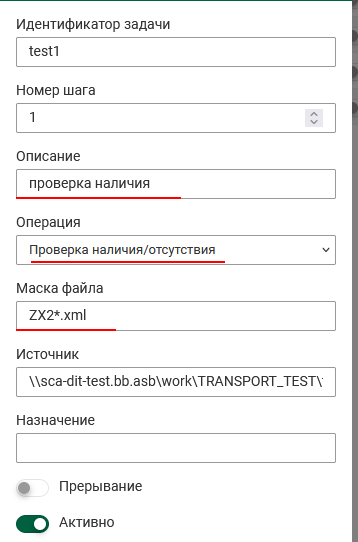 Идентификатор задачи
test1
Номер шага
1
Описание
проверка наличия
Операция
Проверка наличия/отсутствия
Маска файла
ZX2*.xml
Источник
\\sca-dit-test.bb.asb\work\TRANSPORT_TEST\
Назначение
Прерывание
Активно